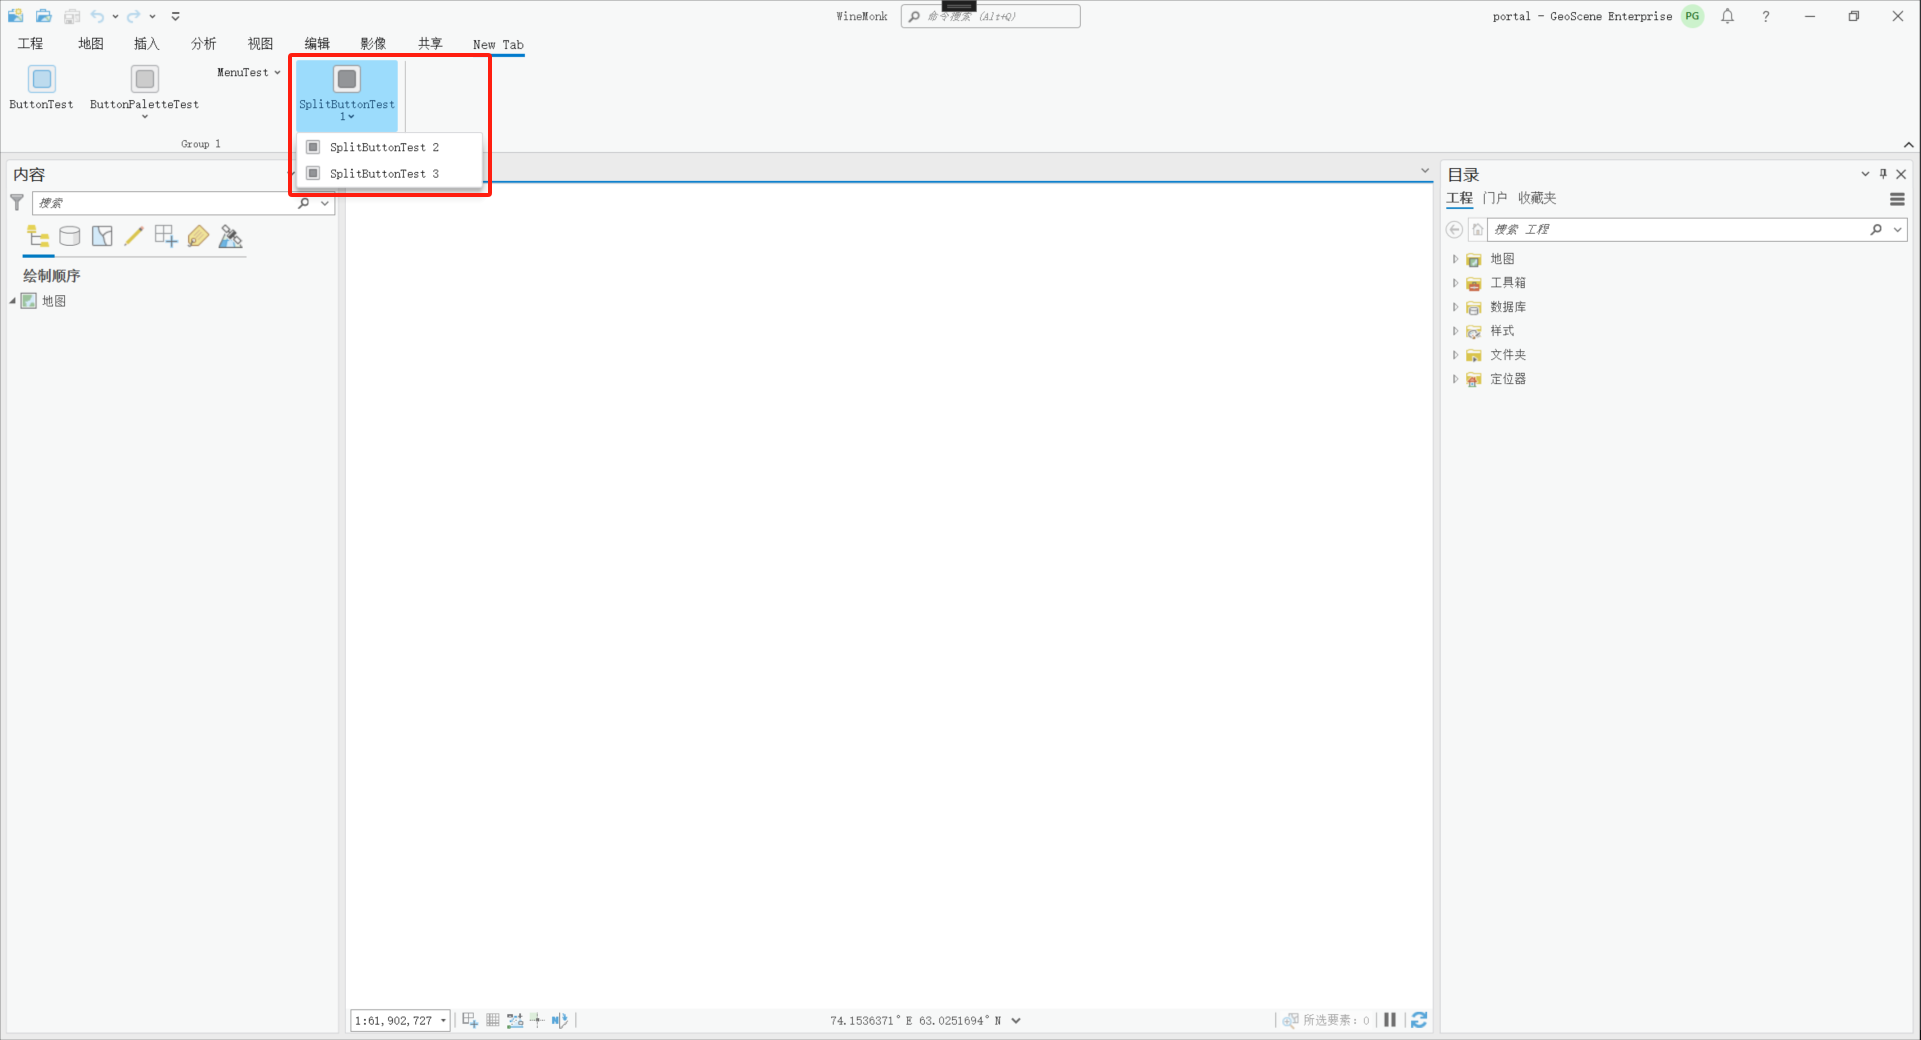 WineMonk
命令搜索 (Alt+Q)
portal - GeoScene Enterprise
PG
工程 地图 插入 分析 视图 编辑 影像 共享 New Tab
ButtonTest
ButtonPaletteTest
MenuTest
SplitButtonTest
1
Group 1
SplitButtonTest 2
SplitButtonTest 3
内容
搜索
绘制顺序
地图
目录
工程 门户 收藏夹
搜索 工程
地图
工具箱
数据库
样式
文件夹
定位器
1:61,902,727
74.1536371°E 63.0251694°N
所选要素: 0